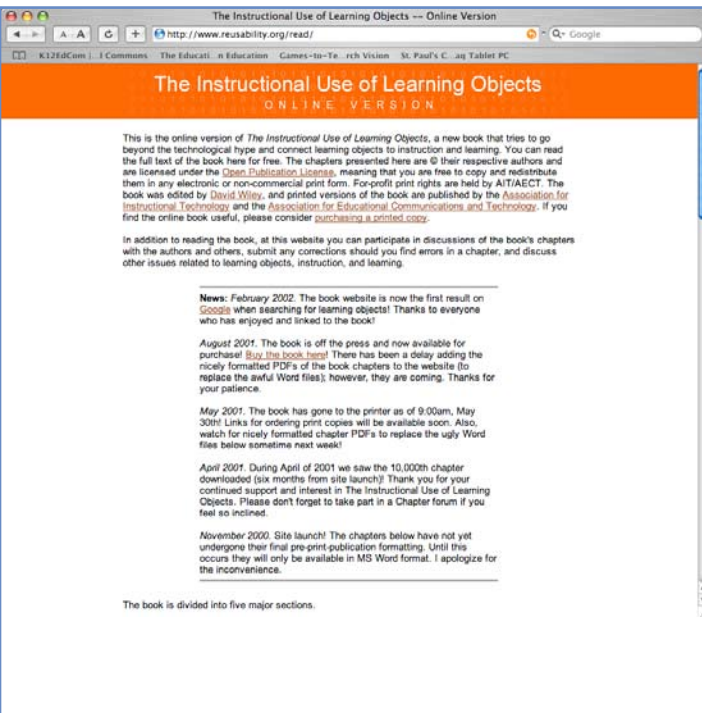 The Instructional Use of Learning Objects -- Online Version
A A C + http://www.reusability.org/read/ Q Google
K12EdCom |...l Commons The Educati...n Education Games-to-Te...rch Vision St. Paul's C...aq Tablet PC
The Instructional Use of Learning Objects
ONLINE VERSION
This is the online version of The Instructional Use of Learning Objects, a new book that tries to go
beyond the technological hype and connect learning objects to instruction and learning. You can read
the full text of the book here for free. The chapters presented here are © their respective authors and
are licensed under the Open Publication License, meaning that you are free to copy and redistribute
them in any electronic or non-commercial print form. For-profit print rights are held by AIT/AECT. The
book was edited by David Wiley, and printed versions of the book are published by the Association for
Instructional Technology and the Association for Educational Communications and Technology. If you
find the online book useful, please consider purchasing a printed copy.
In addition to reading the book, at this website you can participate in discussions of the book's chapters
with the authors and others, submit any corrections should you find errors in a chapter, and discuss
other issues related to learning objects, instruction, and learning.
News: February 2002. The book website is now the first result on
Google when searching for learning objects! Thanks to everyone
who has enjoyed and linked to the book!
August 2001. The book is off the press and now available for
purchase! Buy the book here! There has been a delay adding the
nicely formatted PDFs of the book chapters to the website (to
replace the awful Word files); however, they are coming. Thanks for
your patience.
May 2001. The book has gone to the printer as of 9:00am, May
30th! Links for ordering print copies will be available soon. Also,
watch for nicely formatted chapter PDFs to replace the ugly Word
files below sometime next week!
April 2001. During April of 2001 we saw the 10,000th chapter
downloaded (six months from site launch)! Thank you for your
continued support and interest in The Instructional Use of Learning
Objects. Please don't forget to take part in a Chapter forum if you
feel so inclined.
November 2000. Site launch! The chapters below have not yet
undergone their final pre-print-publication formatting. Until this
occurs they will only be available in MS Word format. I apologize for
the inconvenience.
The book is divided into five major sections.